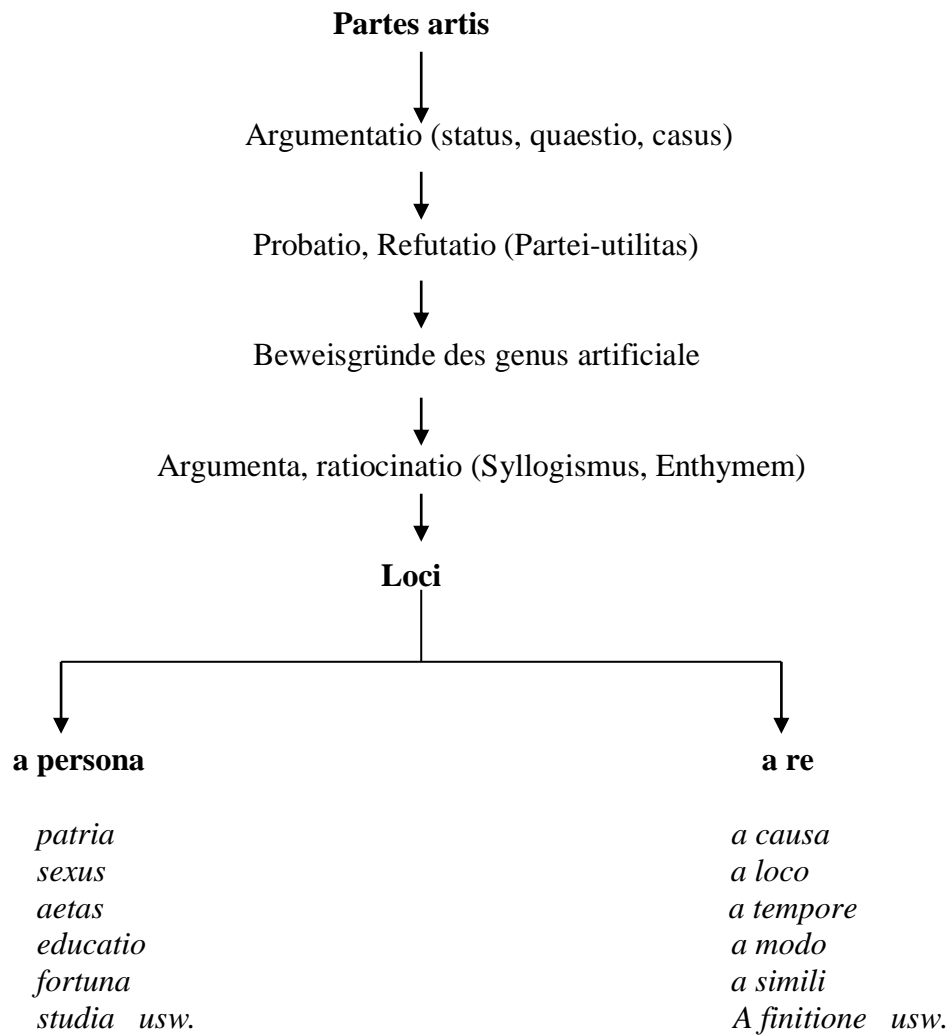 Partes artis
Argumentatio (status, quaestio, casus)
Probatio, Refutatio (Partei-utilitas)
Beweisgründe des genus artificiale
Argumenta, ratiocinatio (Syllogismus, Enthymem)
Loci
a persona
patria
sexus
aetas
educatio
fortuna
studia usw.
a re
a causa
a loco
a tempore
a modo
a simili
A finitione usw.